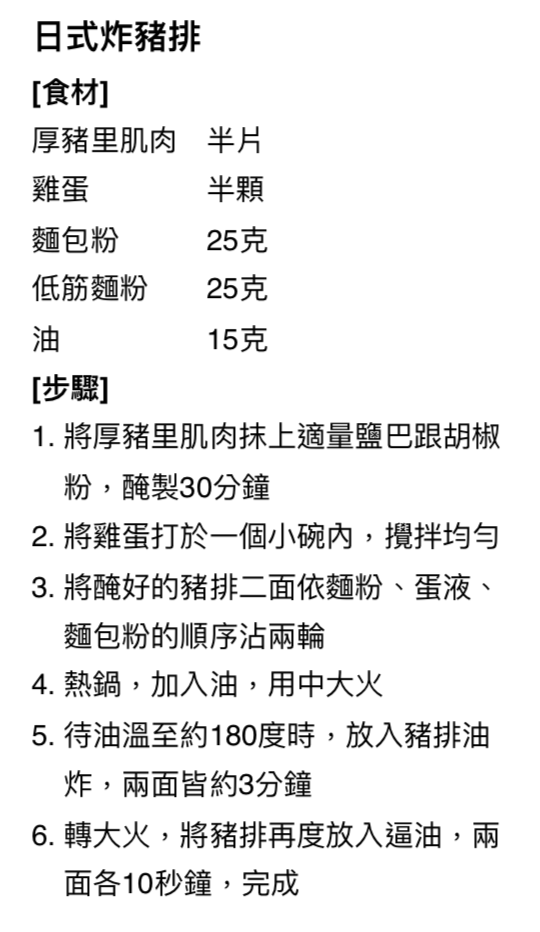 日式炸豬排
[食材]
厚豬里肌肉 半片
雞蛋 半顆
麵包粉 25克
低筋麵粉 25克
油 15克
[步驟]
1. 將厚豬里肌肉抹上適量鹽巴跟胡椒
粉，醃製30分鐘
2. 將雞蛋打於一個小碗內，攪拌均勻
3. 將醃好的豬排二面依麵粉、蛋液、
麵包粉的順序沾兩輪
4. 熱鍋，加入油，用中大火
5. 待油溫至約180度時，放入豬排油
炸，兩面皆約3分鐘
6. 轉大火，將豬排再度放入逼油，兩
面各10秒鐘，完成